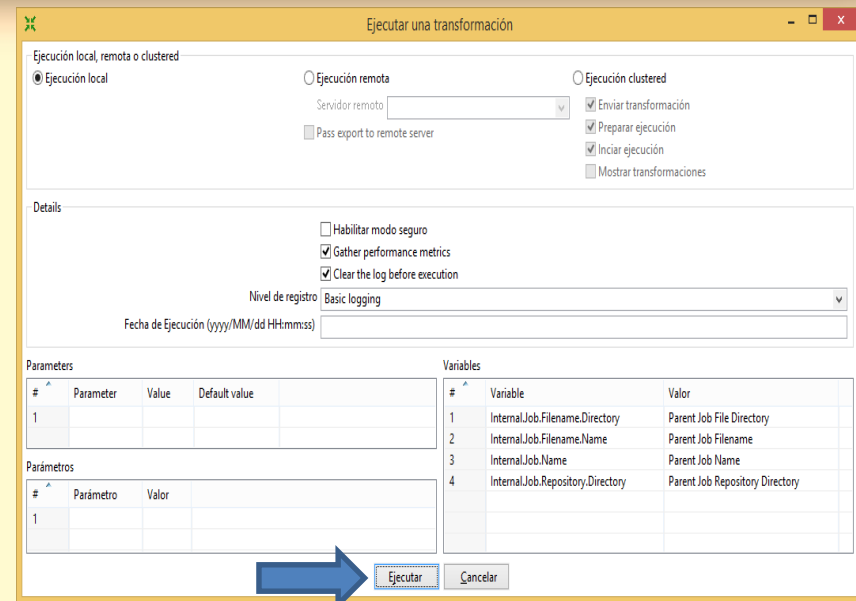 Ejecutar una transformación
Ejecución local, remota o clustered
Ejecución local
Ejecución remota
Servidor remoto
Pass export to remote server
Ejecución clustered
Enviar transformación
Preparar ejecución
Inciar ejecución
Mostrar transformaciones
Details
Habilitar modo seguro
Gather performance metrics
Clear the log before execution
Nivel de registro Basic logging
Fecha de Ejecución (yyyy/MM/dd HH:mm:ss)
Parameters
# Parameter Value Default value
1
Parámetros
# Parámetro Valor
1
Variables
# Variable Valor
1 Internal.Job.Filename.Directory Parent Job File Directory
2 Internal.Job.Filename.Name Parent Job Filename
3 Internal.Job.Name Parent Job Name
4 Internal.Job.Repository.Directory Parent Job Repository Directory
Ejecutar Cancelar